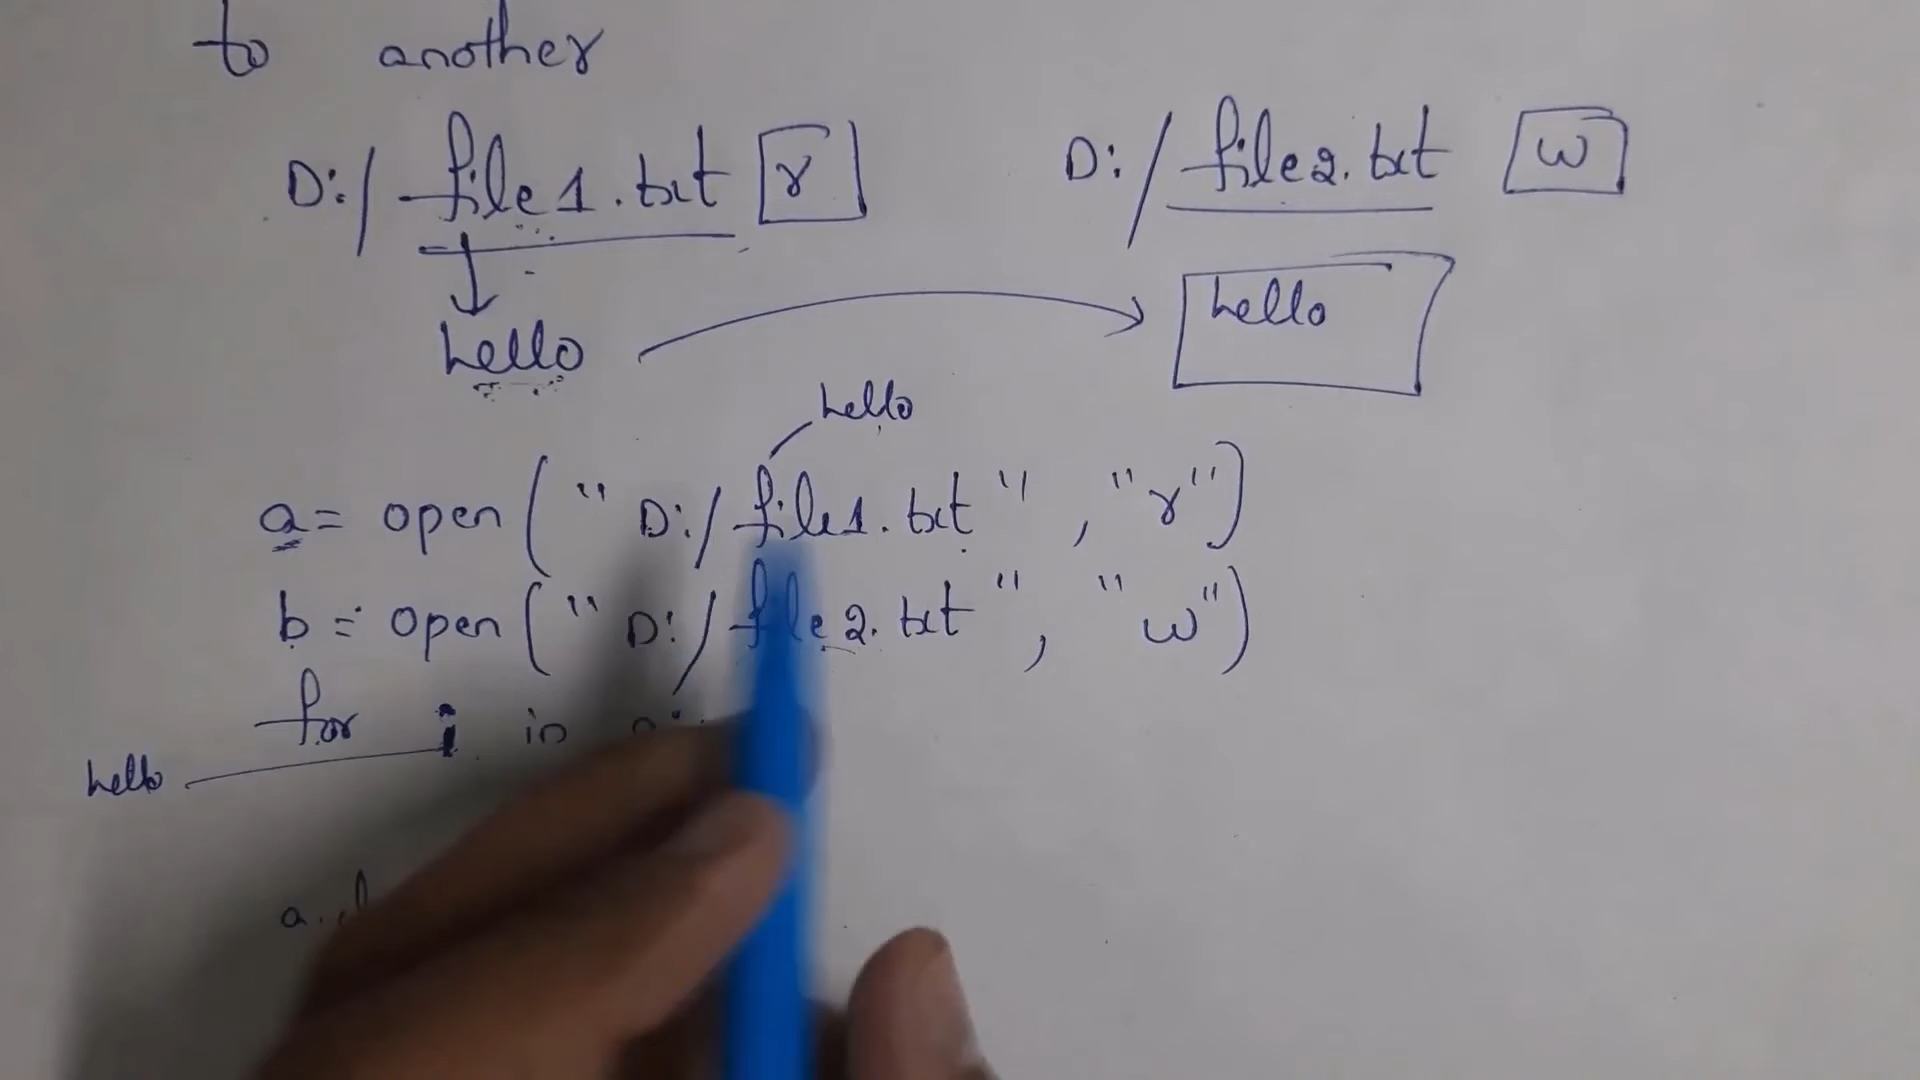 to another
D:/ file1.txt r D:/ file2.txt w
hello hello
hello
a= open(" D:/file1.txt ", "r")
b= open(" D:/file2.txt ", "w")
for i in a:
hello